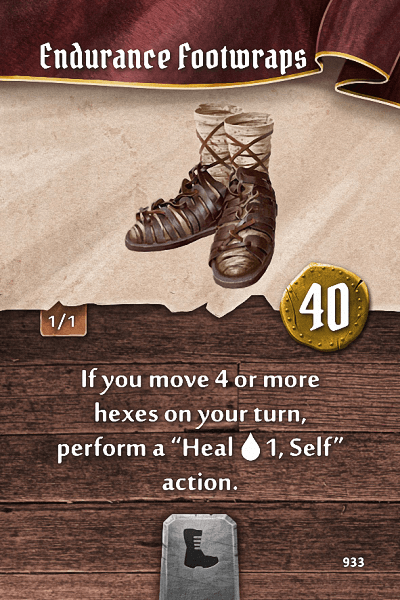 Endurance Footwraps
1/1
40
If you move 4 or more
hexes on your turn,
perform a “Heal 1, Self”
action.
933